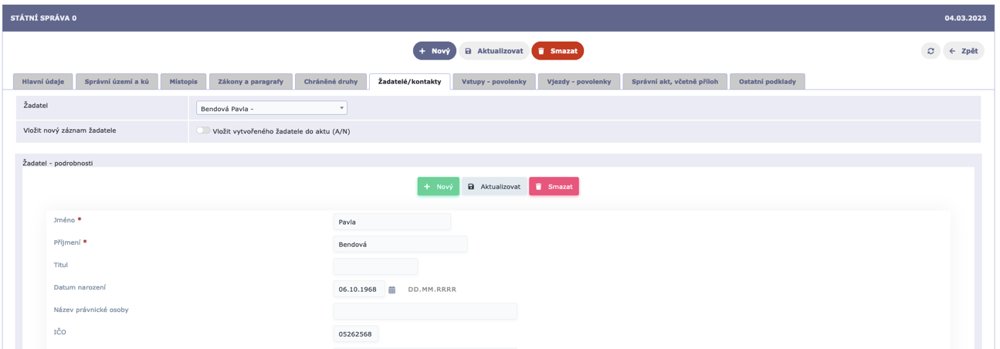 STÁTNÍ SPRÁVA 0 04.03.2023
Nový Aktualizovat Smazat Zpět
Hlavní údaje Správní území a kú Místopis Zákony a paragrafy Chráněné druhy Žadatelé/kontakty Vstupy - povolenky Vjezdy - povolenky Správní akt, včetně příloh Ostatní podklady
Žadatel Bendová Pavla -
Vložit nový záznam žadatele Vložit vytvořeného žadatele do aktu (A/N)
Žadatel - podrobnosti
Nový Aktualizovat Smazat
Jméno * Pavla
Příjmení * Bendová
Titul
Datum narození 06.10.1968 DD.MM.RRRR
Název právnické osoby
IČO 05262568